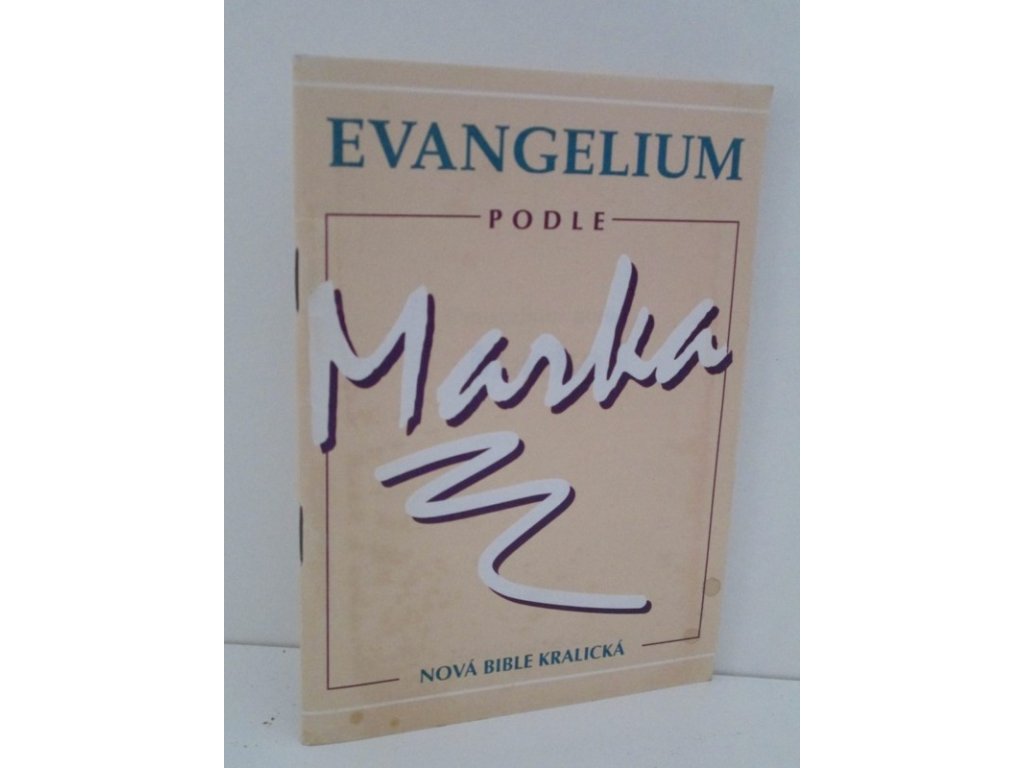 EVANGELIUM
PODLE
Marka
NOVÁ BIBLE KRALICKÁ